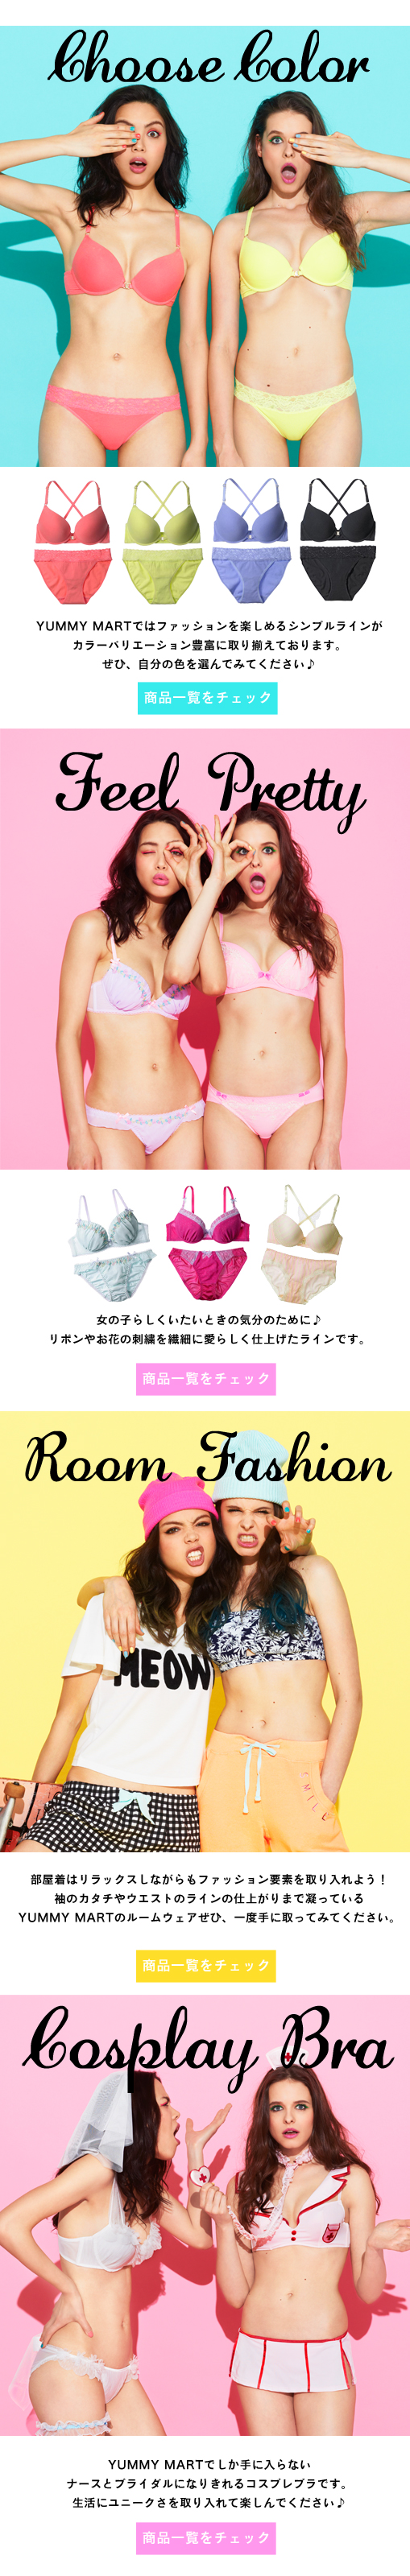 Choose Color
YUMMY MARTではファッションを楽しめるシンプルラインが
カラーバリエーション豊富に取り揃えております。
ぜひ、自分の色を選んでみてください♪
商品一覧をチェック
Feel Pretty
女の子らしくいたいときの気分のために♪
リボンやお花の刺繍を繊細に愛らしく仕上げたラインです。
商品一覧をチェック
Room Fashion
MEOW
SMILE
部屋着はリラックスしながらもファッション要素を取り入れよう！
袖のカタチやウエストのラインの仕上がりまで凝っている
YUMMY MARTのルームウェアぜひ、一度手に取ってみてください。
商品一覧をチェック
Cosplay Bra
YUMMY MARTでしか手に入らない
ナースとブライダルになりきれるコスプレブラです。
生活にユニークさを取り入れて楽しんでください♪
商品一覧をチェック